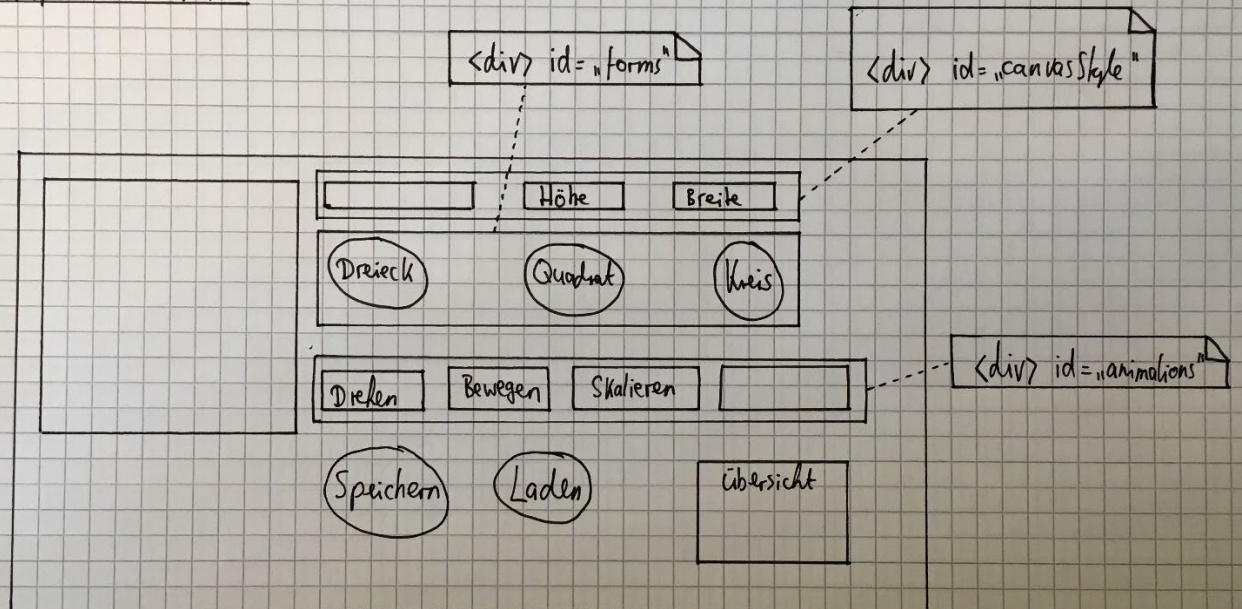 <div> id=„forms"
<div> id=„canvasStyle"
Höhe Breite
Dreieck Quadrat Kreis
<div> id=„animations"
Drehen Bewegen Skalieren
Speichern Laden Übersicht